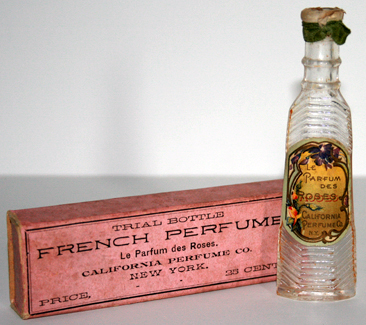 TRIAL BOTTLE
FRENCH PERFUME
Le Parfum des Roses.
CALIFORNIA PERFUME CO.
NEW YORK.
PRICE, 25 CENT
Le
PARFUM
DES
ROSES
CALIFORNIA
PERFUME CO.
N.Y.